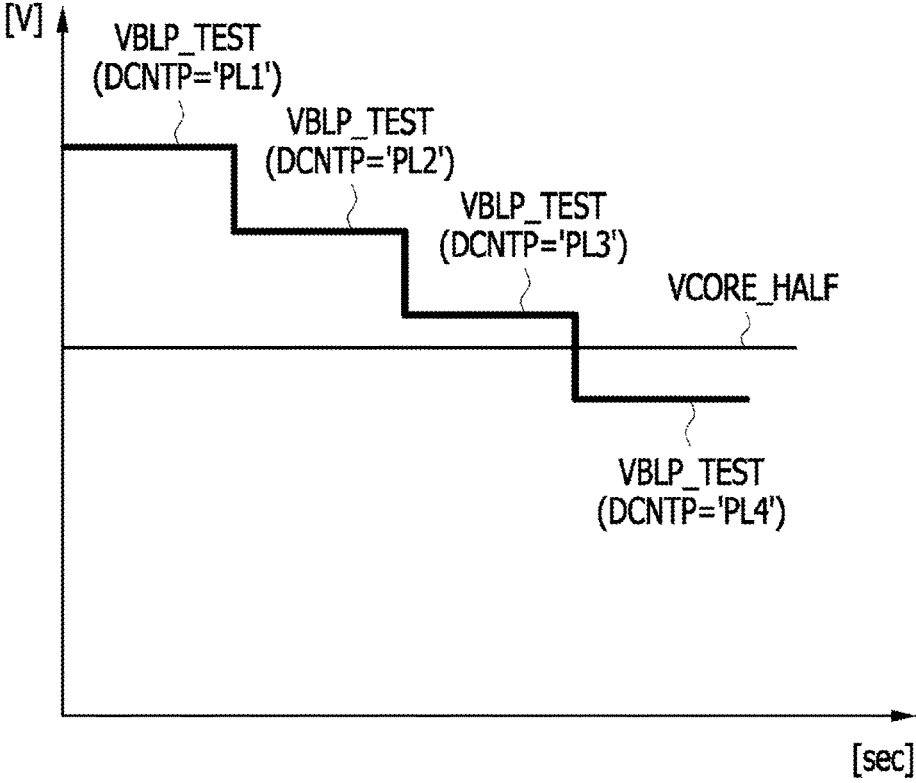 [V]
VBLP_TEST
(DCNTP='PL1')
VBLP_TEST
(DCNTP='PL2')
VBLP_TEST
(DCNTP='PL3')
VCORE_HALF
VBLP_TEST
(DCNTP='PL4')
[sec]